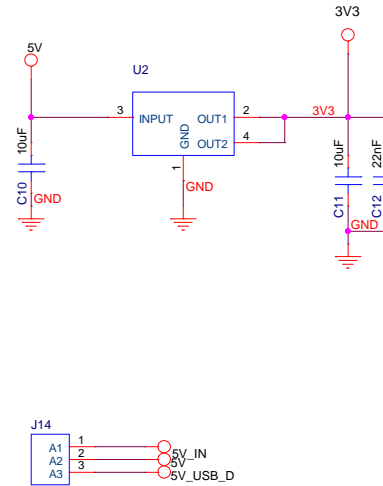 3V3
5V
U2
3 INPUT OUT1 2 3V3
GND OUT2 4
1
GND
10uF
C10
GND
10uF
C11
22nF
C12
GND
J14
A1 1 5V_IN
A2 2 5V
A3 3 5V_USB_D